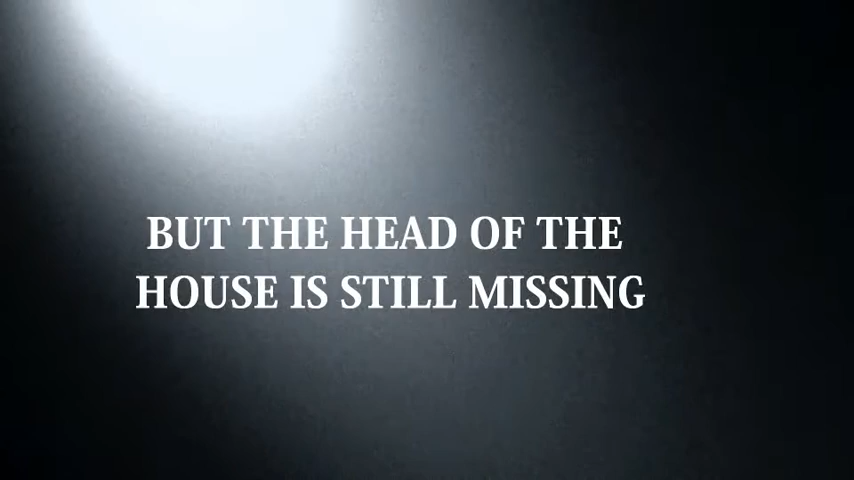 BUT THE HEAD OF THE
HOUSE IS STILL MISSING